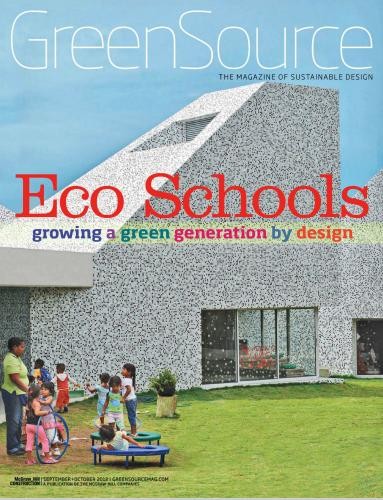 GreenSource
THE MAGAZINE OF SUSTAINABLE DESIGN
Eco Schools
growing a green generation by design
McGraw Hill CONSTRUCTION
SEPTEMBER+OCTOBER 2012 | GREENSOURCEMAG.COM
A PUBLICATION OF THE MCGRAW HILL COMPANIES